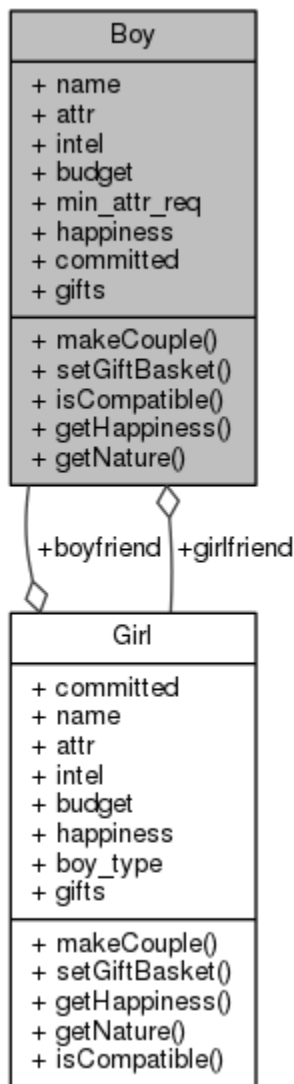 Boy
+ name
+ attr
+ intel
+ budget
+ min_attr_req
+ happiness
+ committed
+ gifts
+ makeCouple()
+ setGiftBasket()
+ isCompatible()
+ getHappiness()
+ getNature()
+boyfriend +girlfriend
Girl
+ committed
+ name
+ attr
+ intel
+ budget
+ happiness
+ boy_type
+ gifts
+ makeCouple()
+ setGiftBasket()
+ getHappiness()
+ getNature()
+ isCompatible()